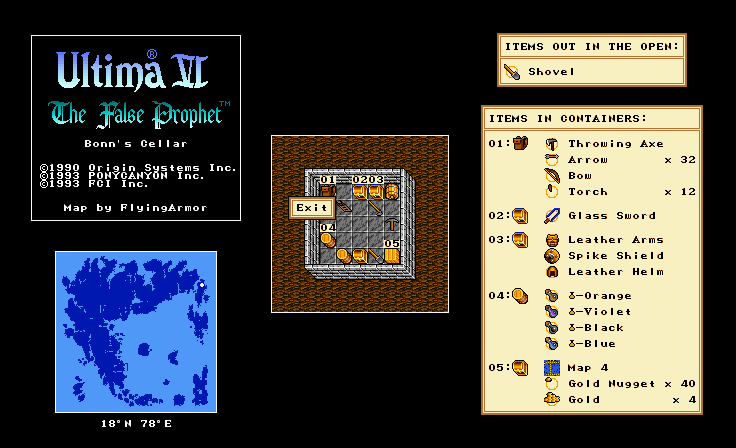 Ultima® VI
The False Prophet™
Bonn's Cellar
©1990 Origin Systems Inc.
©1993 PONYCANYON Inc.
©1993 FCI Inc.
Map by FlyingArmor
18°N 78°E
01 02 03
Exit
04
05
ITEMS OUT IN THE OPEN:
Shovel
ITEMS IN CONTAINERS:
01: Throwing Axe
Arrow x 32
Bow
Torch x 12
02: Glass Sword
03: Leather Arms
Spike Shield
Leather Helm
04: ♁-Orange
♁-Violet
♁-Black
♁-Blue
05: Map 4
Gold Nugget x 40
Gold x 4